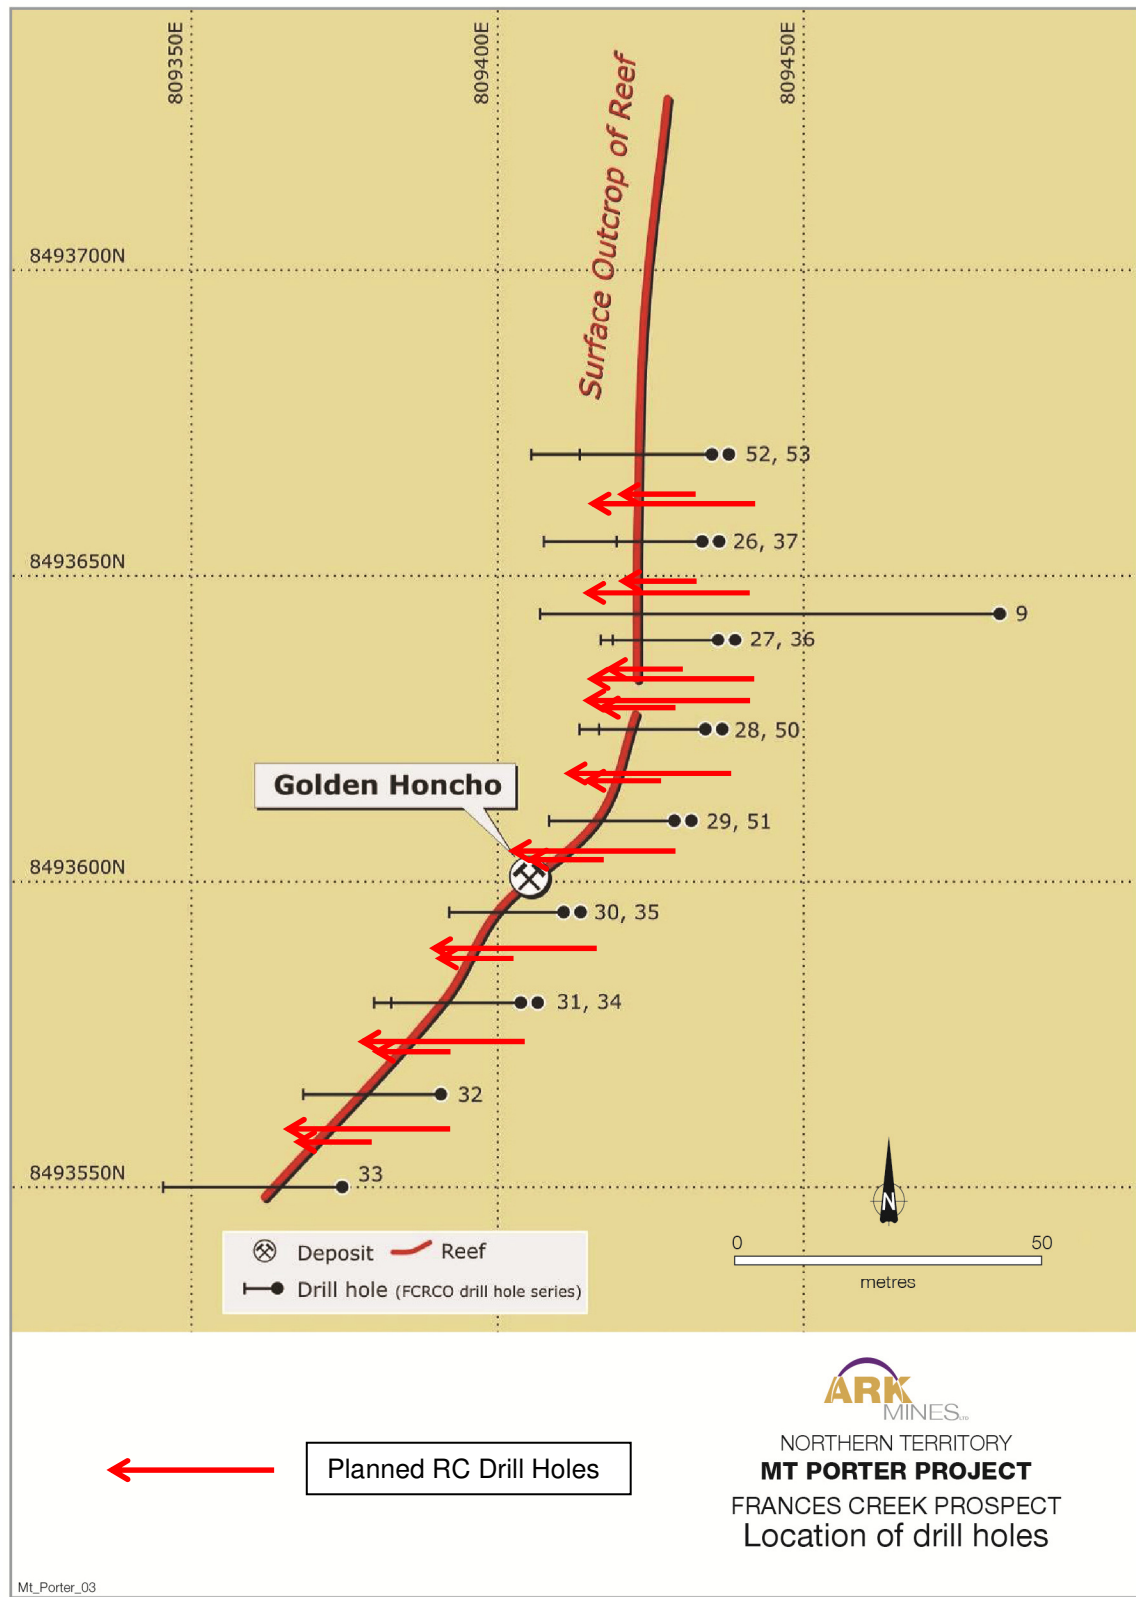 809350E
809400E
809450E
Surface Outcrop of Reef
8493700N
52, 53
26, 37
8493650N
9
27, 36
28, 50
Golden Honcho
29, 51
8493600N
30, 35
31, 34
32
8493550N
33
N
Deposit
Reef
Drill hole (FCRCO drill hole series)
0 50
metres
Planned RC Drill Holes
ARK
MINES LTD
NORTHERN TERRITORY
MT PORTER PROJECT
FRANCES CREEK PROSPECT
Location of drill holes
Mt_Porter_03